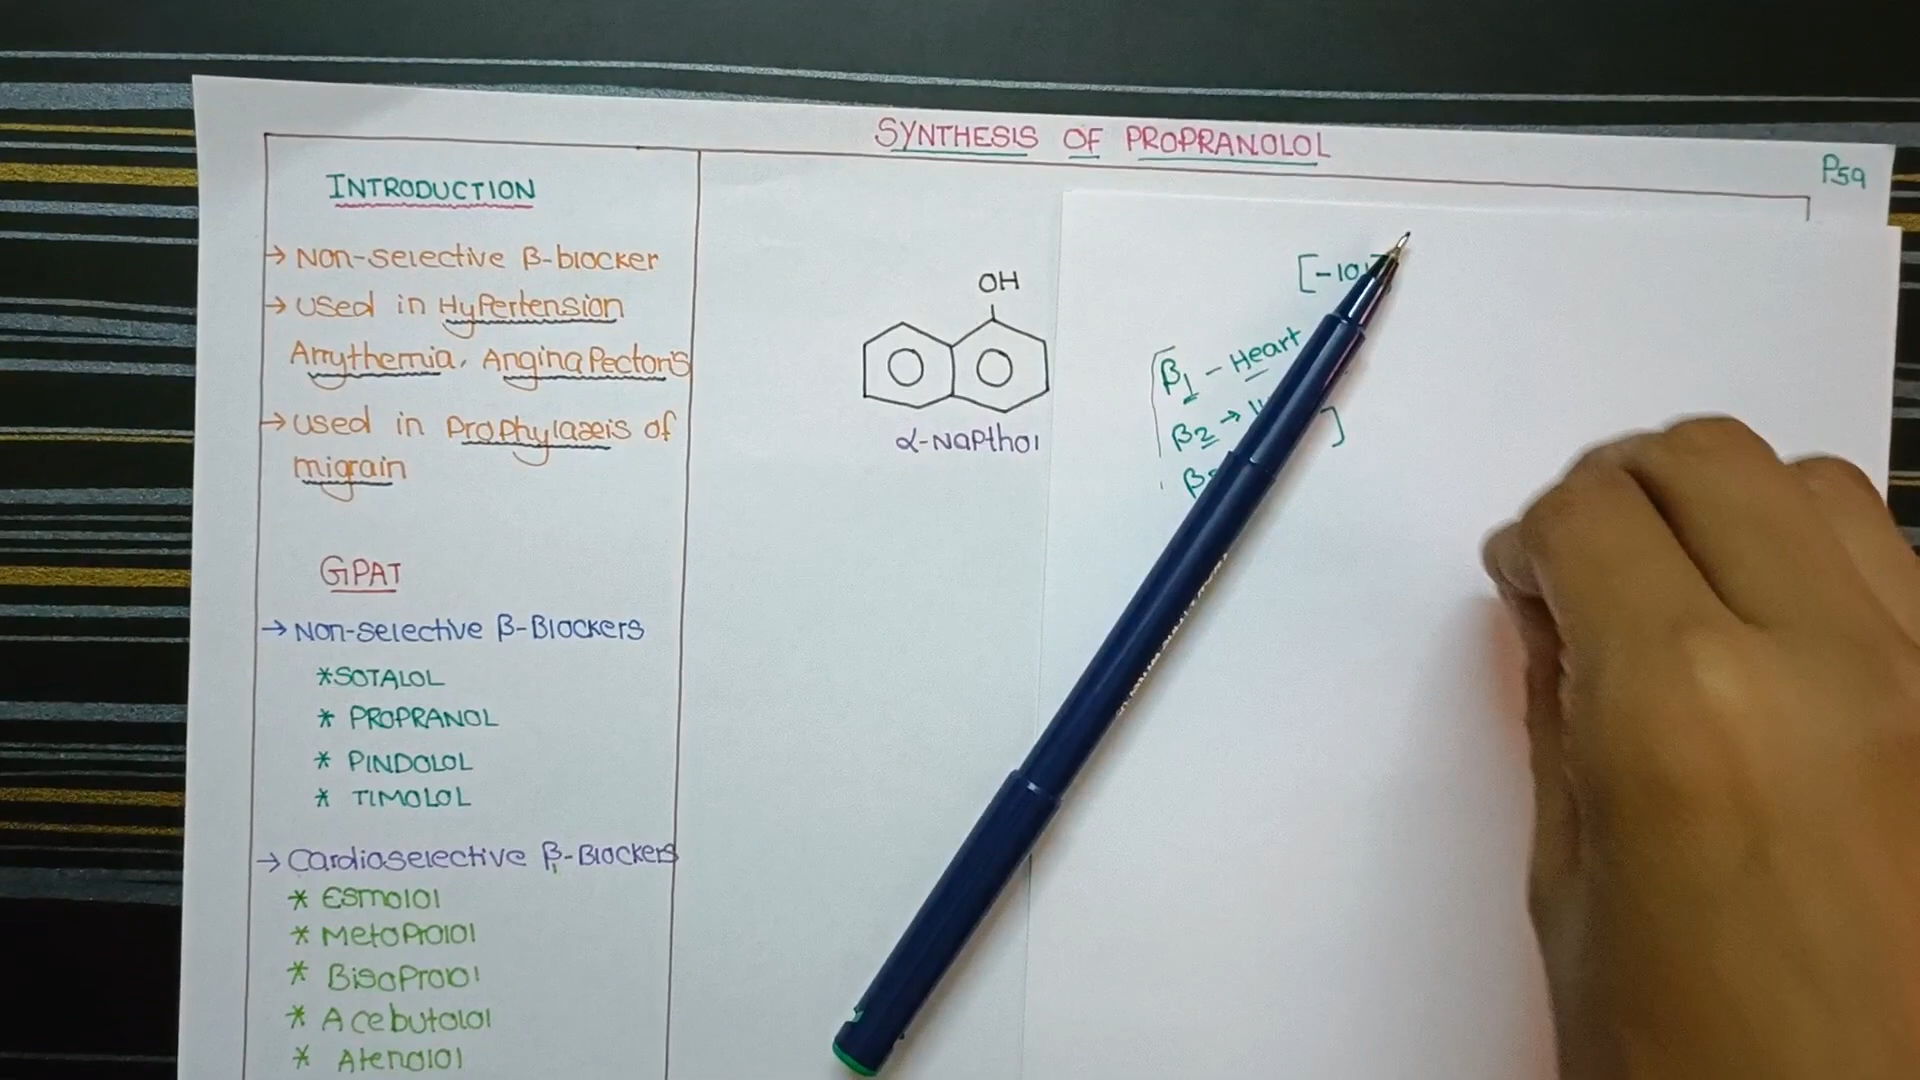 SYNTHESIS OF PROPRANOLOL
P59
INTRODUCTION
→ Non-selective β-blocker
→ used in Hypertension
Arrythemia, Angina Pectoris
→ used in Prophylaxeis of
migrain
GPAT
→ Non-selective β-Blockers
*SOTALOL
* PROPRANOL
* PINDOLOL
* TIMOLOL
→ Cardioselective β₁-Blockers
* Esmolol
* Metoprolol
* Bisoprolol
* Acebutolol
* Atenolol
OH
α-Napthol
β₁ - Heart
β₂ →